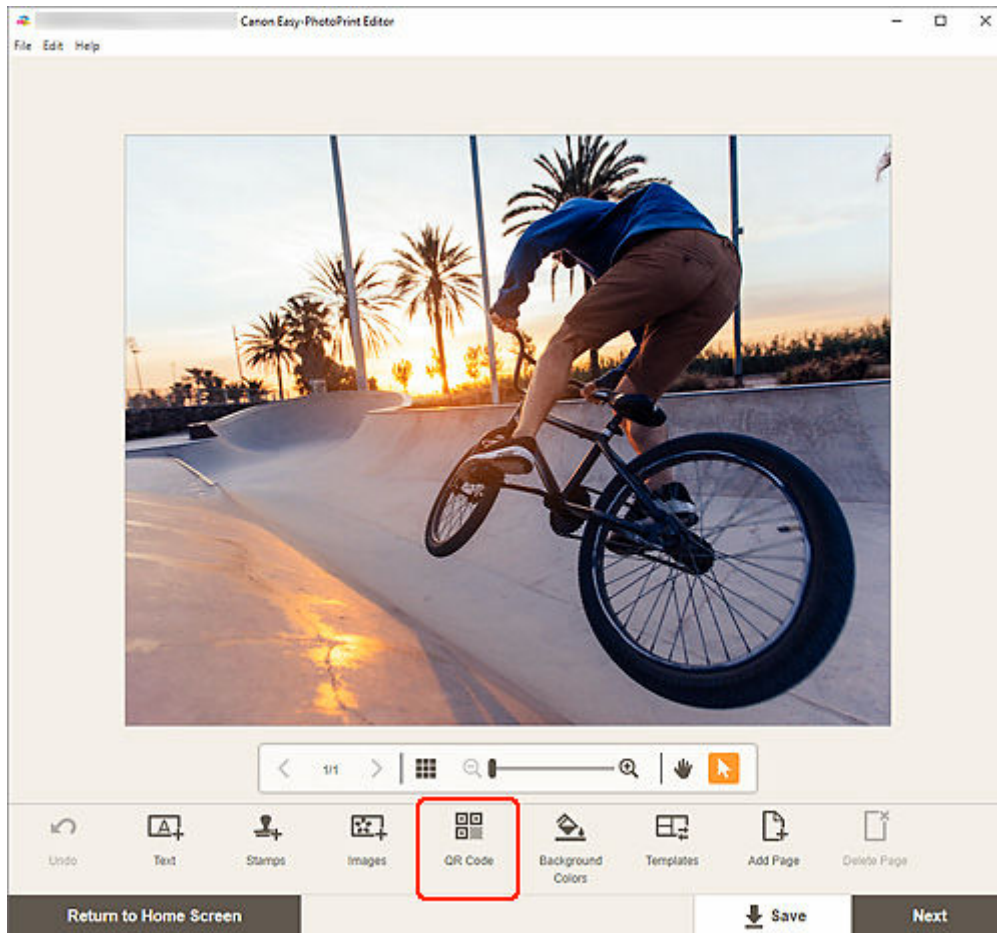 Canon Easy-PhotoPrint Editor
File Edit Help
1/1
Undo
Text
Stamps
Images
QR Code
Background
Colors
Templates
Add Page
Delete Page
Return to Home Screen
Save
Next